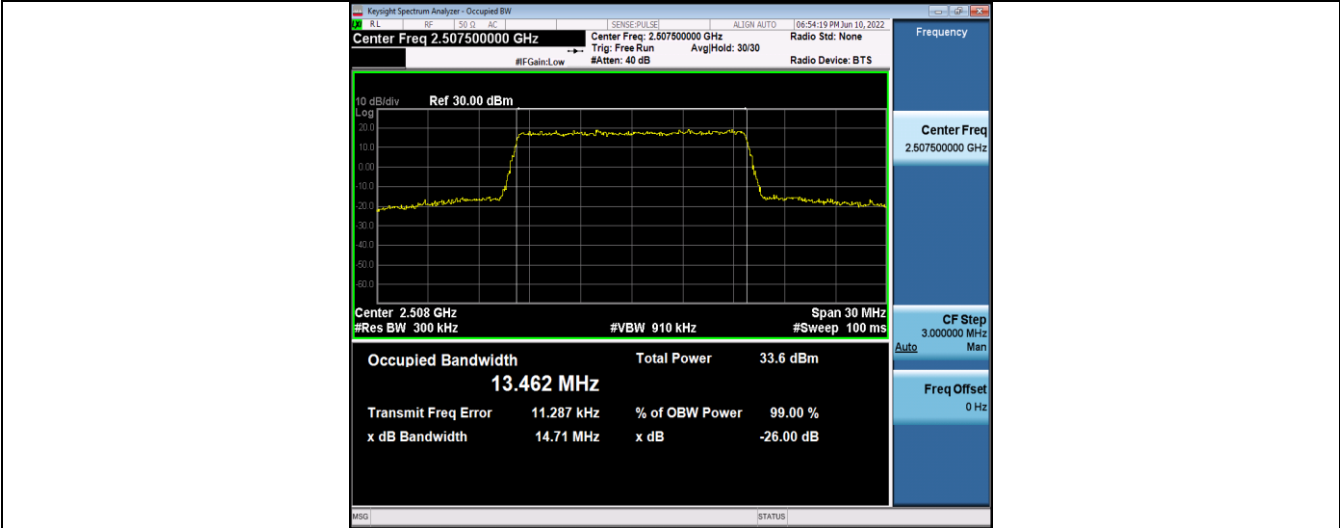 Keysight Spectrum Analyzer - Occupied BW
RL RF 50 Ω AC SENSE:PULSE ALIGN AUTO 06:54:19 PM Jun 10, 2022
Center Freq 2.507500000 GHz
Center Freq: 2.507500000 GHz Radio Std: None
Trig: Free Run Avg|Hold: 30/30
#IFGain:Low #Atten: 40 dB Radio Device: BTS
10 dB/div Ref 30.00 dBm
Log
20.0
10.0
0.00
-10.0
-20.0
-30.0
-40.0
-50.0
-60.0
Center 2.508 GHz Span 30 MHz
#Res BW 300 kHz #VBW 910 kHz #Sweep 100 ms
Occupied Bandwidth Total Power 33.6 dBm
13.462 MHz
Transmit Freq Error 11.287 kHz % of OBW Power 99.00 %
x dB Bandwidth 14.71 MHz x dB -26.00 dB
MSG STATUS
Frequency
Center Freq
2.507500000 GHz
CF Step
3.000000 MHz
Auto Man
Freq Offset
0 Hz